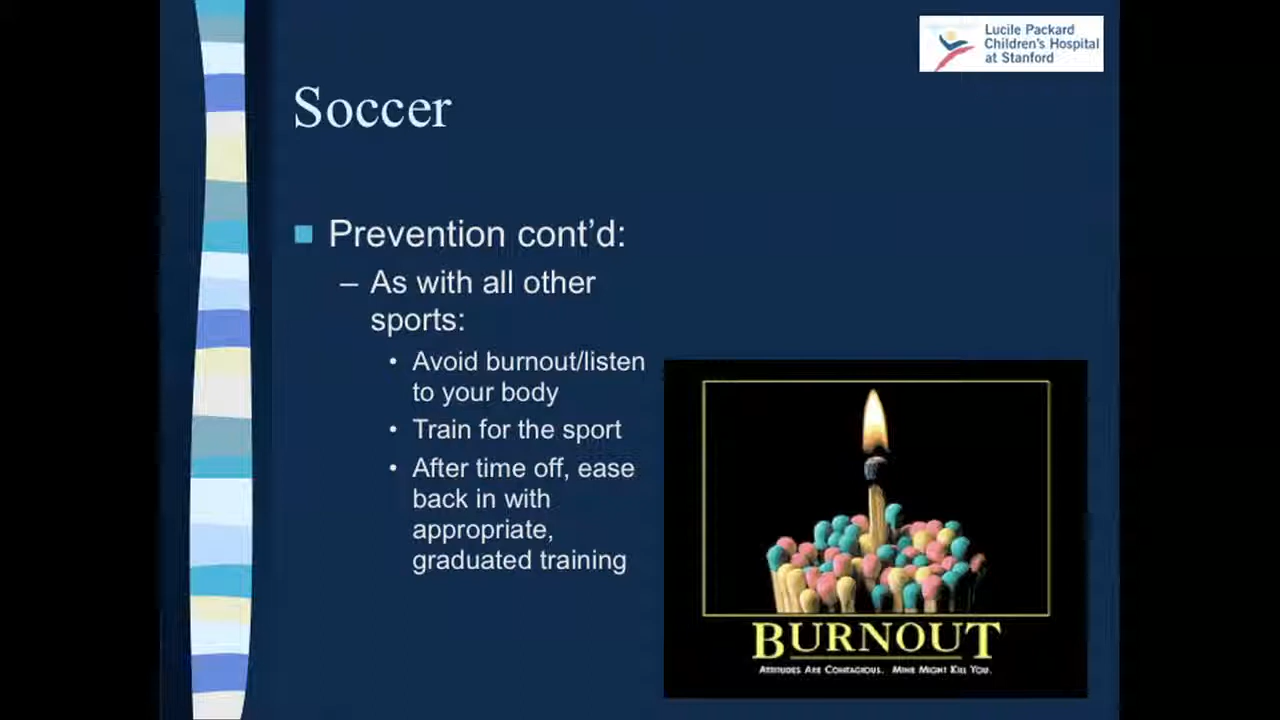 Lucile Packard
Children's Hospital
at Stanford
Soccer
Prevention cont’d:
– As with all other
sports:
• Avoid burnout/listen
to your body
• Train for the sport
• After time off, ease
back in with
appropriate,
graduated training
BURNOUT
ATTITUDES ARE CONTAGIOUS. MINE MIGHT KILL YOU.